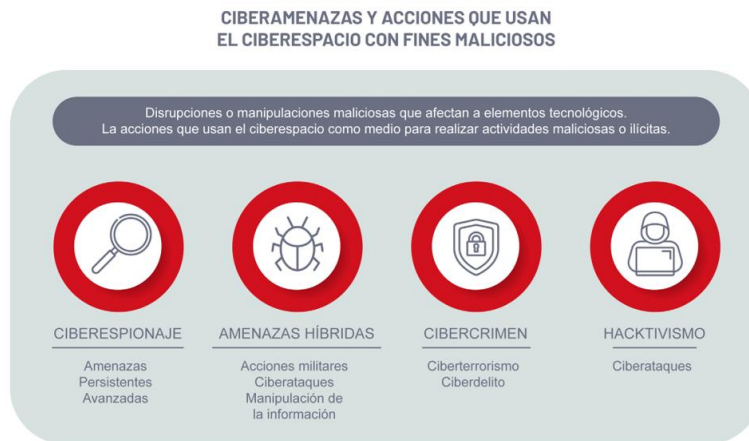 CIBERAMENAZAS Y ACCIONES QUE USAN
EL CIBERESPACIO CON FINES MALICIOSOS
Disrupciones o manipulaciones maliciosas que afectan a elementos tecnológicos.
La acciones que usan el ciberespacio como medio para realizar actividades maliciosas o ilícitas.
CIBERESPIONAJE
Amenazas
Persistentes
Avanzadas
AMENAZAS HÍBRIDAS
Acciones militares
Ciberataques
Manipulación de
la información
CIBERCRIMEN
Ciberterrorismo
Ciberdelito
HACKTIVISMO
Ciberataques